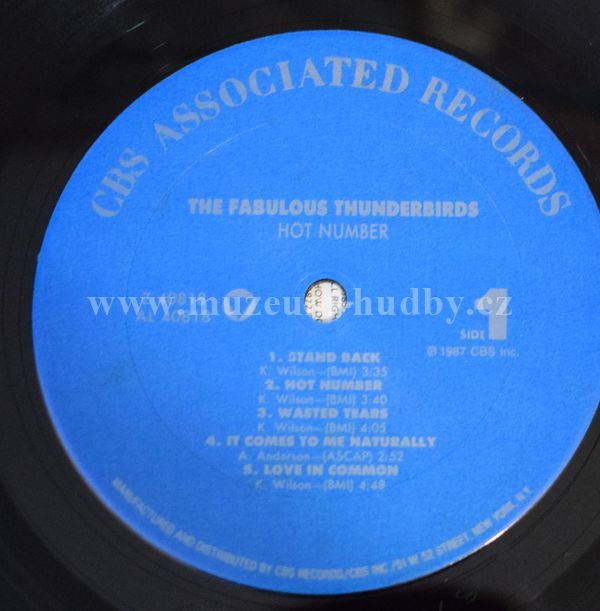 CBS ASSOCIATED RECORDS
THE FABULOUS THUNDERBIRDS
HOT NUMBER
www.muzeum-hudby.cz
Z 40818
AL 40818
SIDE 1
℗ 1987 CBS Inc.
1. STAND BACK
K. Wilson—(BMI) 3:35
2. HOT NUMBER
K. Wilson—(BMI) 3:40
3. WASTED TEARS
K. Wilson—(BMI) 4:05
4. IT COMES TO ME NATURALLY
A. Anderson—(ASCAP) 2:52
5. LOVE IN COMMON
K. Wilson—(BMI) 4:48
MANUFACTURED AND DISTRIBUTED BY CBS RECORDS/CBS INC./51 W. 52 STREET, NEW YORK, N.Y.